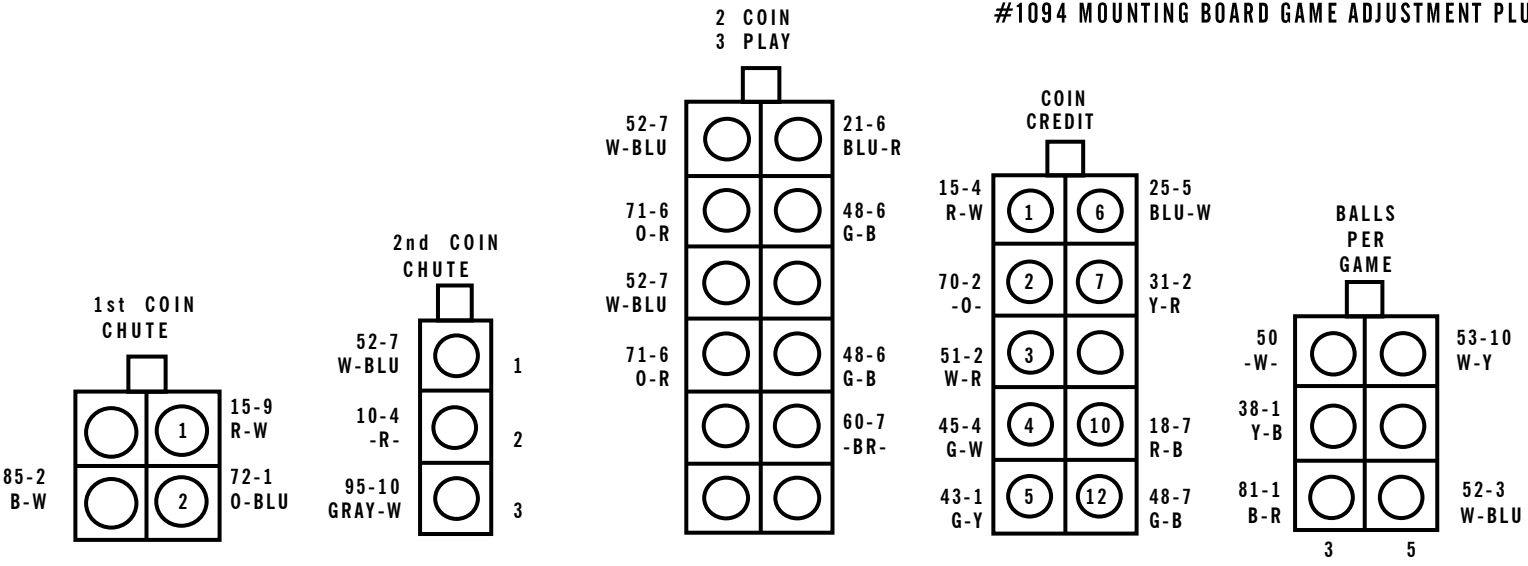 #1094 MOUNTING BOARD GAME ADJUSTMENT PLU
1st COIN
CHUTE
15-9
R-W
1
85-2
B-W
72-1
O-BLU
2
2nd COIN
CHUTE
52-7
W-BLU
1
10-4
-R-
2
95-10
GRAY-W
3
2 COIN
3 PLAY
52-7
W-BLU
21-6
BLU-R
71-6
O-R
48-6
G-B
52-7
W-BLU
71-6
O-R
48-6
G-B
60-7
-BR-
COIN
CREDIT
15-4
R-W
1
6
25-5
BLU-W
70-2
-O-
2
7
31-2
Y-R
51-2
W-R
3
45-4
G-W
4
10
18-7
R-B
43-1
G-Y
5
12
48-7
G-B
BALLS
PER
GAME
50
-W-
53-10
W-Y
38-1
Y-B
81-1
B-R
52-3
W-BLU
3 5